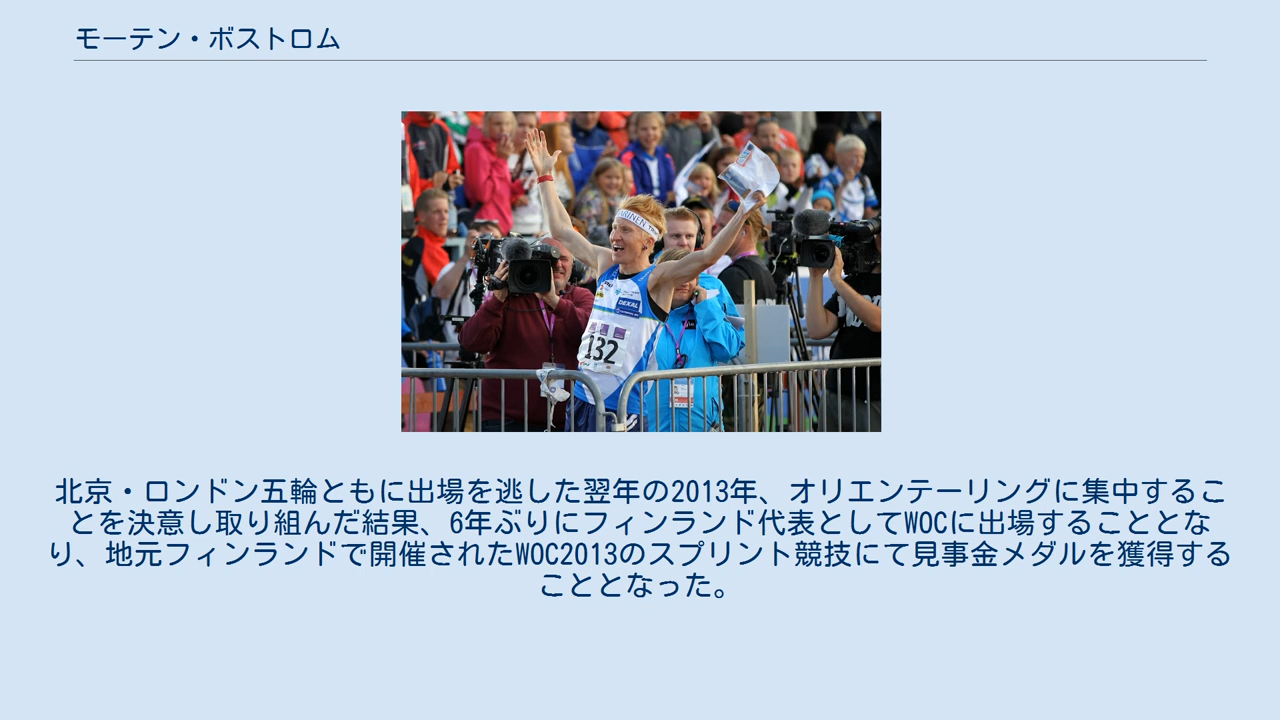 モーテン・ボストロム
DEXAL
132
北京・ロンドン五輪ともに出場を逃した翌年の2013年、オリエンテーリングに集中するこ
とを決意し取り組んだ結果、6年ぶりにフィンランド代表としてWOCに出場することとな
り、地元フィンランドで開催されたWOC2013のスプリント競技にて見事金メダルを獲得する
こととなった。